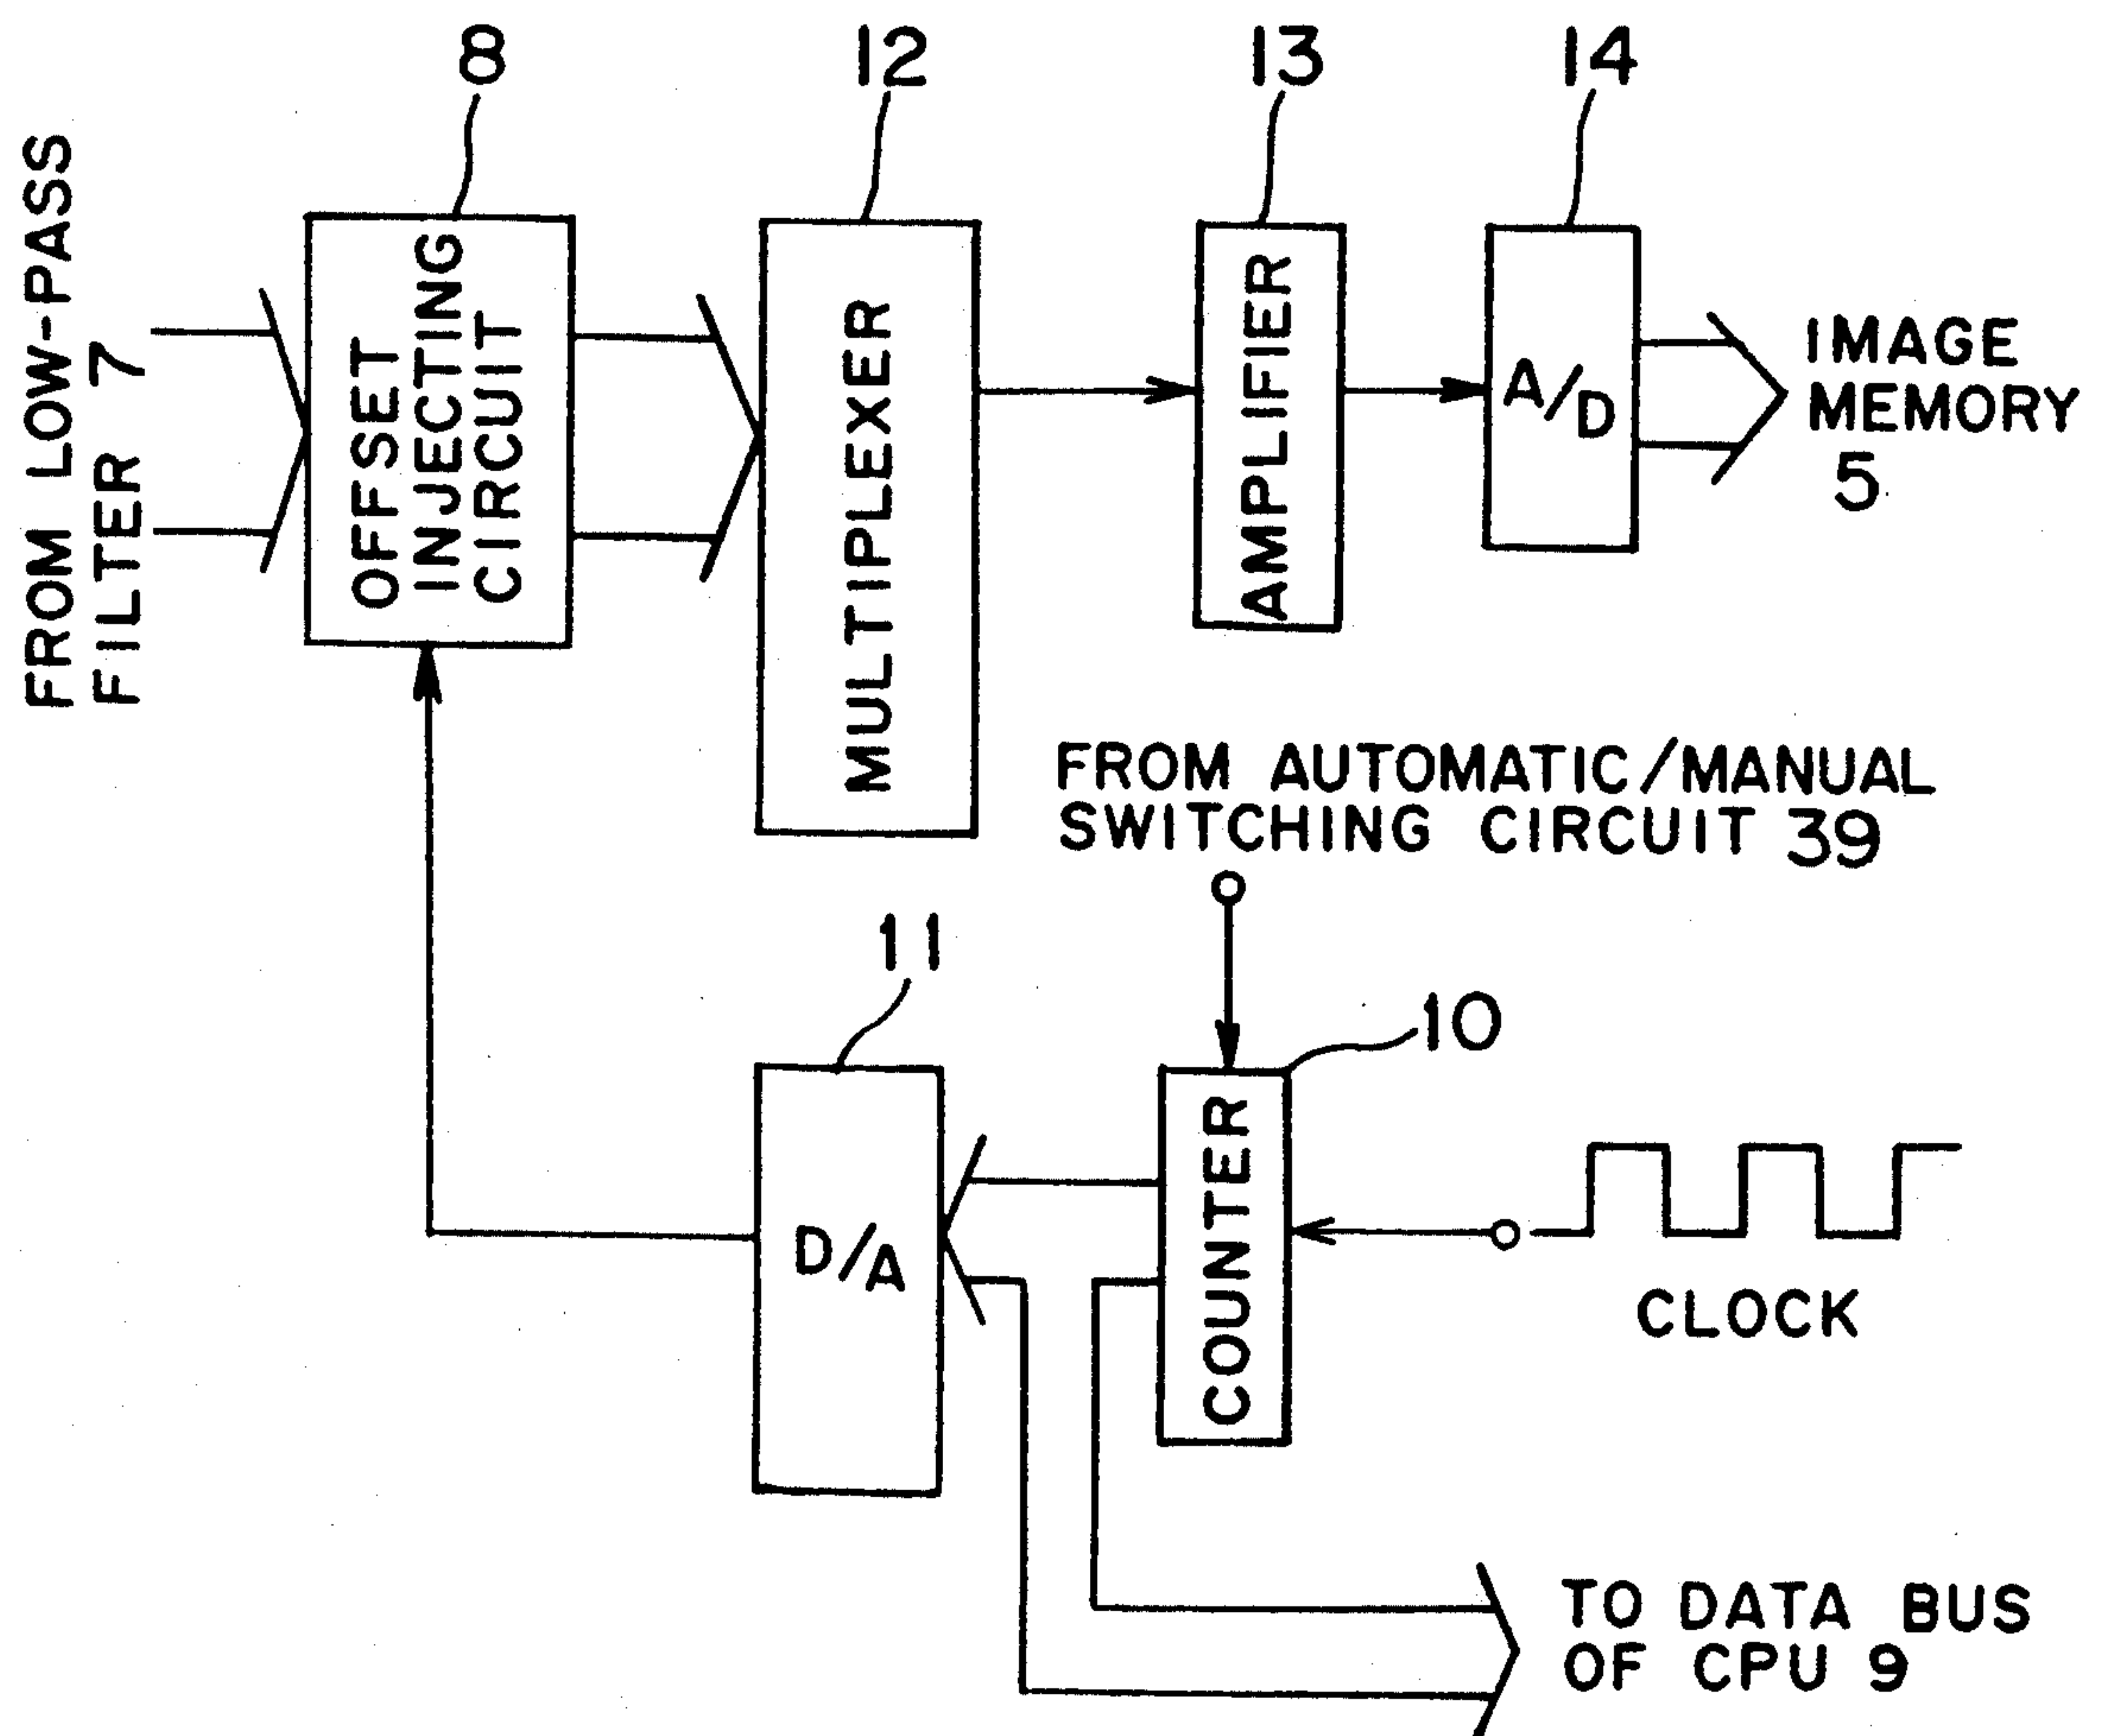 8
12
13
14
FROM LOW-PASS
FILTER 7
OFFSET
INJECTING
CIRCUIT
MULTIPLEXER
AMPLIFIER
A/D
IMAGE
MEMORY
5
FROM AUTOMATIC/MANUAL
SWITCHING CIRCUIT 39
11
10
D/A
COUNTER
CLOCK
TO DATA BUS
OF CPU 9